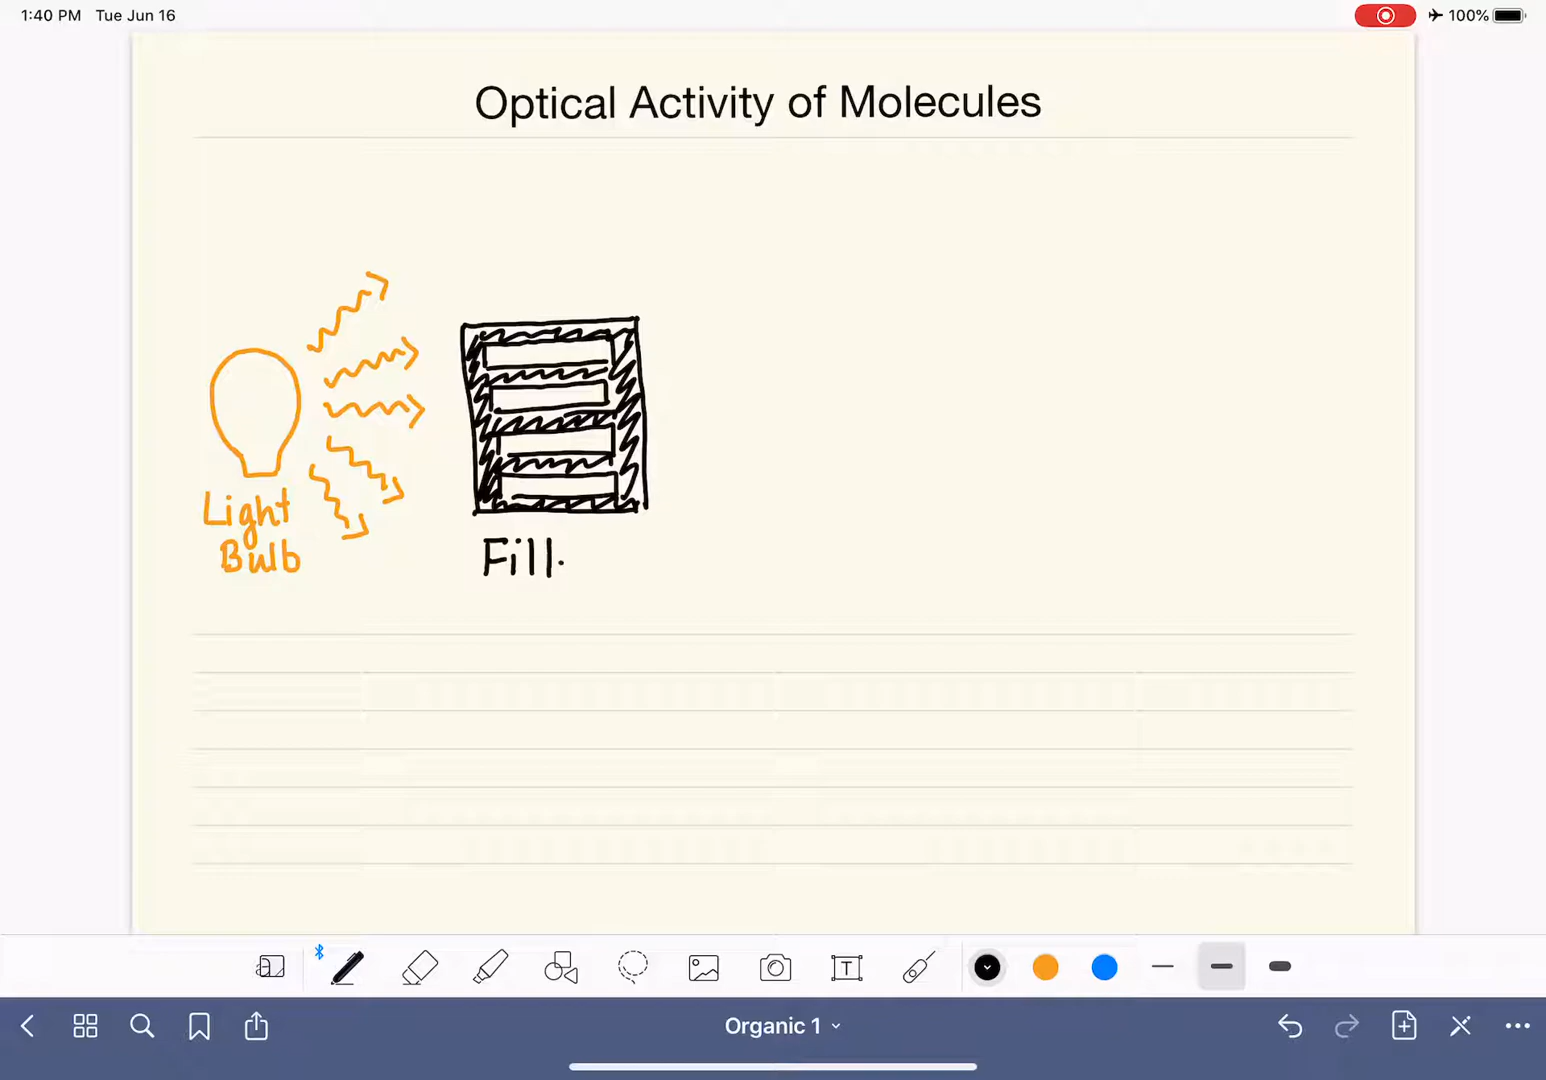 1:40 PM Tue Jun 16
100%
Optical Activity of Molecules
Light
Bulb
Fill
T
Organic 1